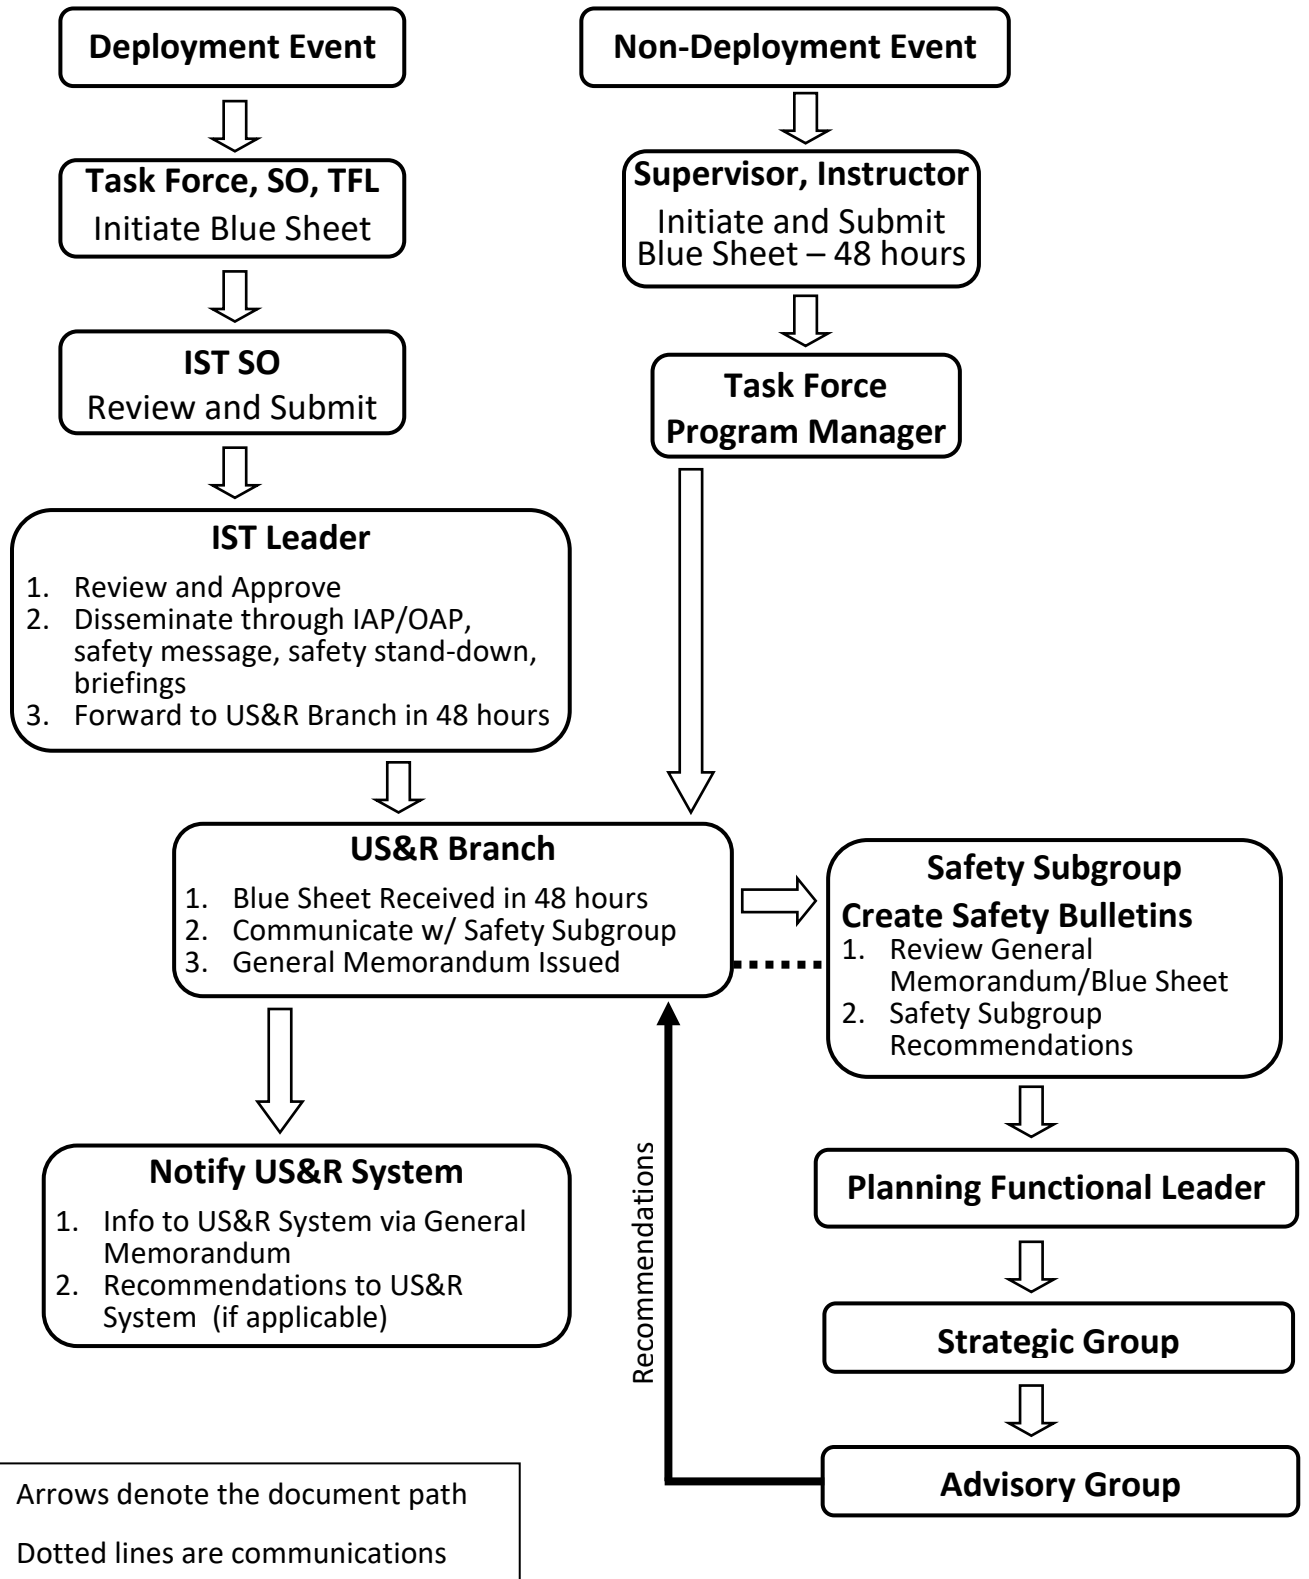 Deployment Event
Non-Deployment Event
Task Force, SO, TFL
Initiate Blue Sheet
Supervisor, Instructor
Initiate and Submit
Blue Sheet – 48 hours
IST SO
Review and Submit
Task Force
Program Manager
IST Leader
1. Review and Approve
2. Disseminate through IAP/OAP,
safety message, safety stand-down,
briefings
3. Forward to US&R Branch in 48 hours
US&R Branch
1. Blue Sheet Received in 48 hours
2. Communicate w/ Safety Subgroup
3. General Memorandum Issued
Safety Subgroup
Create Safety Bulletins
1. Review General
Memorandum/Blue Sheet
2. Safety Subgroup
Recommendations
Notify US&R System
1. Info to US&R System via General
Memorandum
2. Recommendations to US&R
System (if applicable)
Recommendations
Planning Functional Leader
Strategic Group
Advisory Group
Arrows denote the document path
Dotted lines are communications